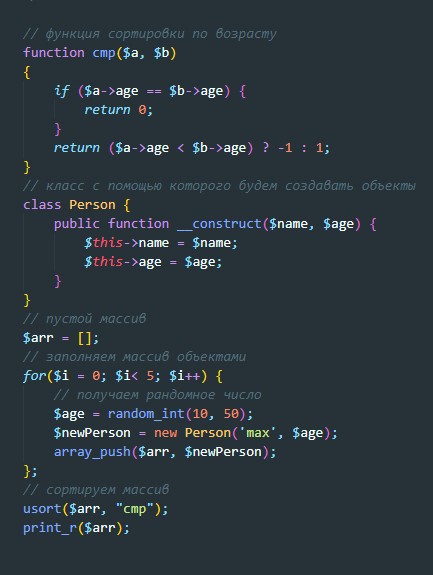 // функция сортировки по возрасту
function cmp($a, $b)
{
    if ($a->age == $b->age) {
        return 0;
    }
    return ($a->age < $b->age) ? -1 : 1;
}
// класс с помощью которого будем создавать объекты
class Person {
    public function __construct($name, $age) {
        $this->name = $name;
        $this->age = $age;
    }
}
// пустой массив
$arr = [];
// заполняем массив объектами
for($i = 0; $i< 5; $i++) {
    // получаем рандомное число
    $age = random_int(10, 50);
    $newPerson = new Person('max', $age);
    array_push($arr, $newPerson);
};
// сортируем массив
usort($arr, "cmp");
print_r($arr);